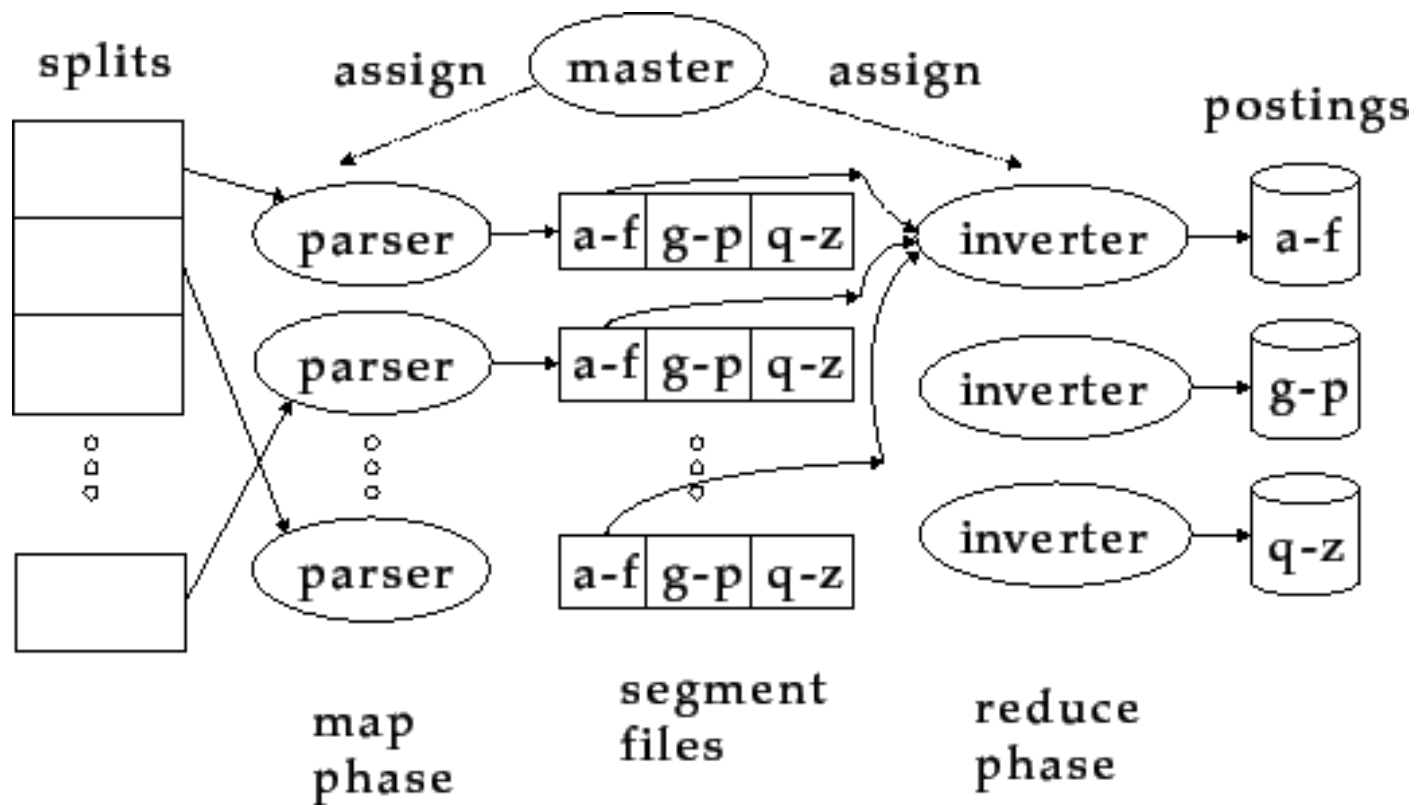 splits
assign
master
assign
postings
parser
a-f g-p q-z
inverter
a-f
parser
a-f g-p q-z
inverter
g-p
parser
a-f g-p q-z
inverter
q-z
map
phase
segment
files
reduce
phase